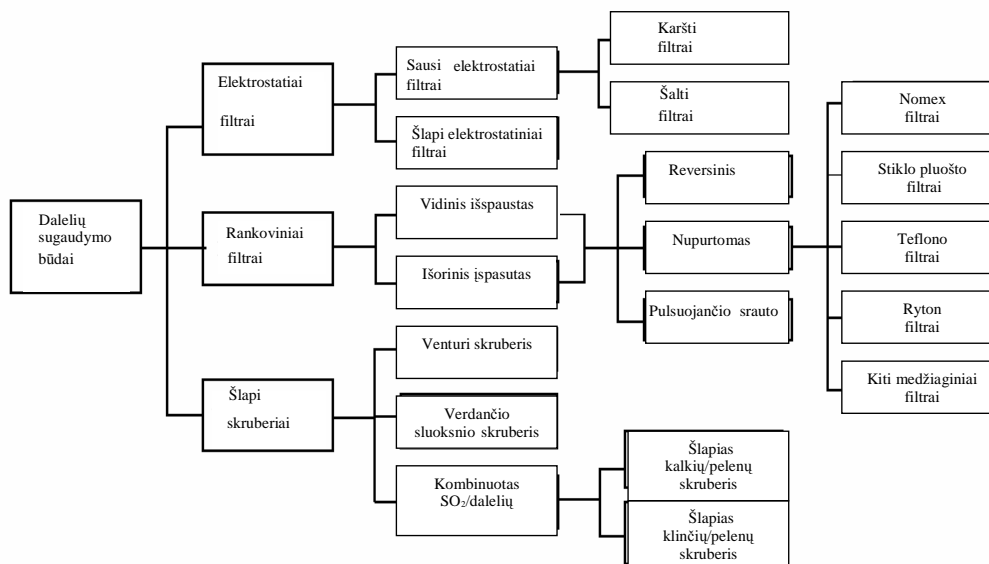 Dalelių
sugaudymo
būdai
Elektrostatiai
filtrai
Rankoviniai
filtrai
Šlapi
skruberiai
Sausi elektrostatiai
filtrai
Šlapi elektrostatiniai
filtrai
Vidinis išspaustas
Išorinis įspasutas
Venturi skruberis
Verdančio
sluoksnio skruberis
Kombinuotas
SO₂/dalelių
Karšti
filtrai
Šalti
filtrai
Reversinis
Nupurtomas
Pulsuojančio srauto
Šlapias
kalkių/pelenų
skruberis
Šlapias
klinčių/pelenų
skruberis
Nomex
filtrai
Stiklo pluošto
filtrai
Teflono
filtrai
Ryton
filtrai
Kiti medžiaginiai
filtrai